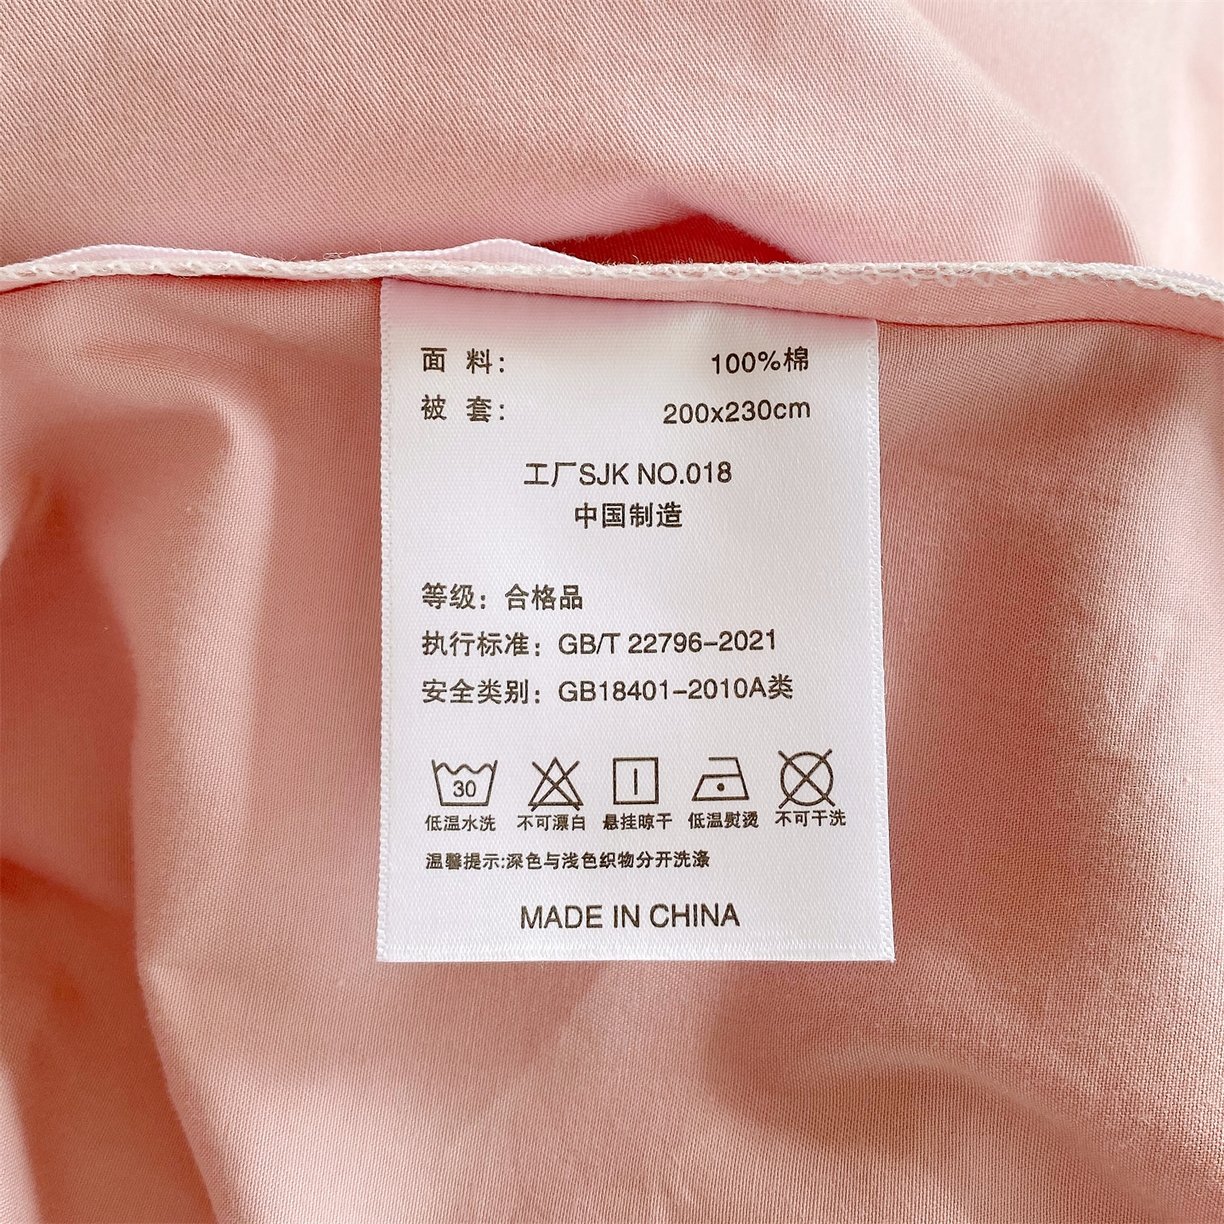 面 料： 100%棉
被 套： 200x230cm
工厂SJK NO.018
中国制造
等级：合格品
执行标准：GB/T 22796-2021
安全类别：GB18401-2010A类
30
低温水洗 不可漂白 悬挂晾干 低温熨烫 不可干洗
温馨提示:深色与浅色织物分开洗涤
MADE IN CHINA